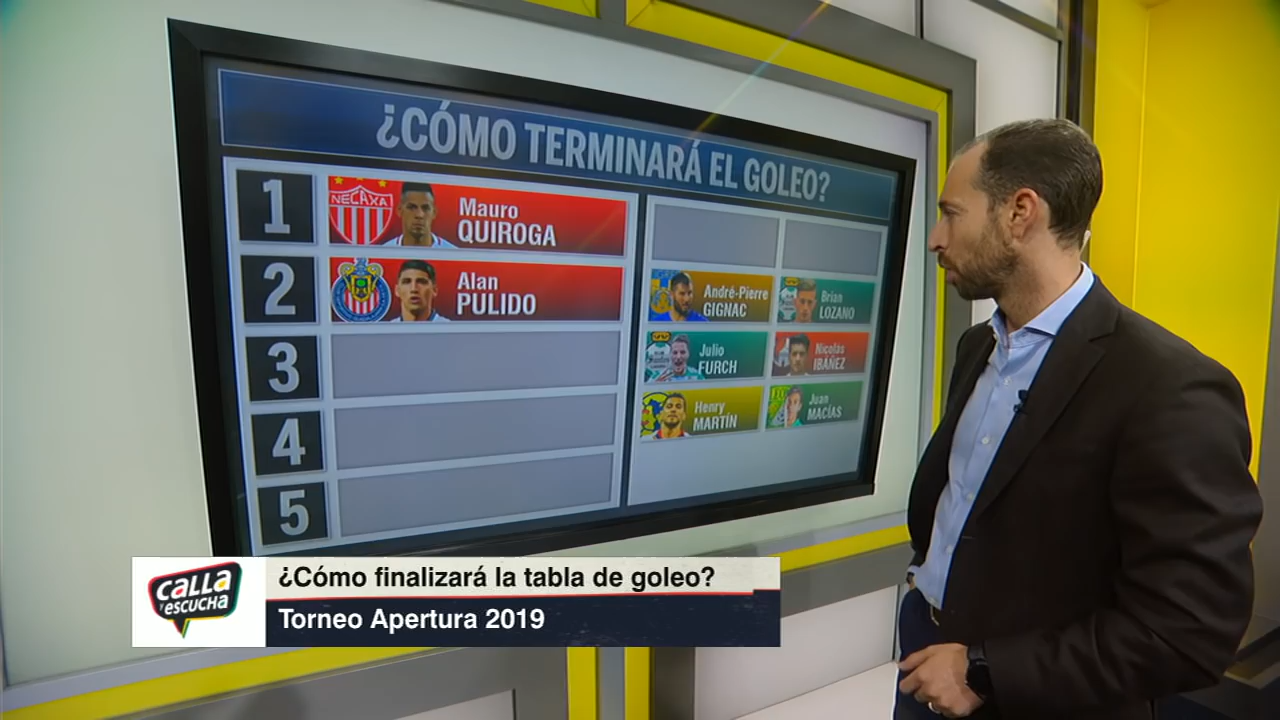 ¿CÓMO TERMINARÁ EL GOLEO?
1
NECAXA
Mauro
QUIROGA
2
Alan
PULIDO
3
4
5
André-Pierre
GIGNAC
Brian
LOZANO
Julio
FURCH
Nicolás
IBÁÑEZ
Henry
MARTÍN
Juan
MACÍAS
CALLA
Y ESCUCHA
¿Cómo finalizará la tabla de goleo?
Torneo Apertura 2019